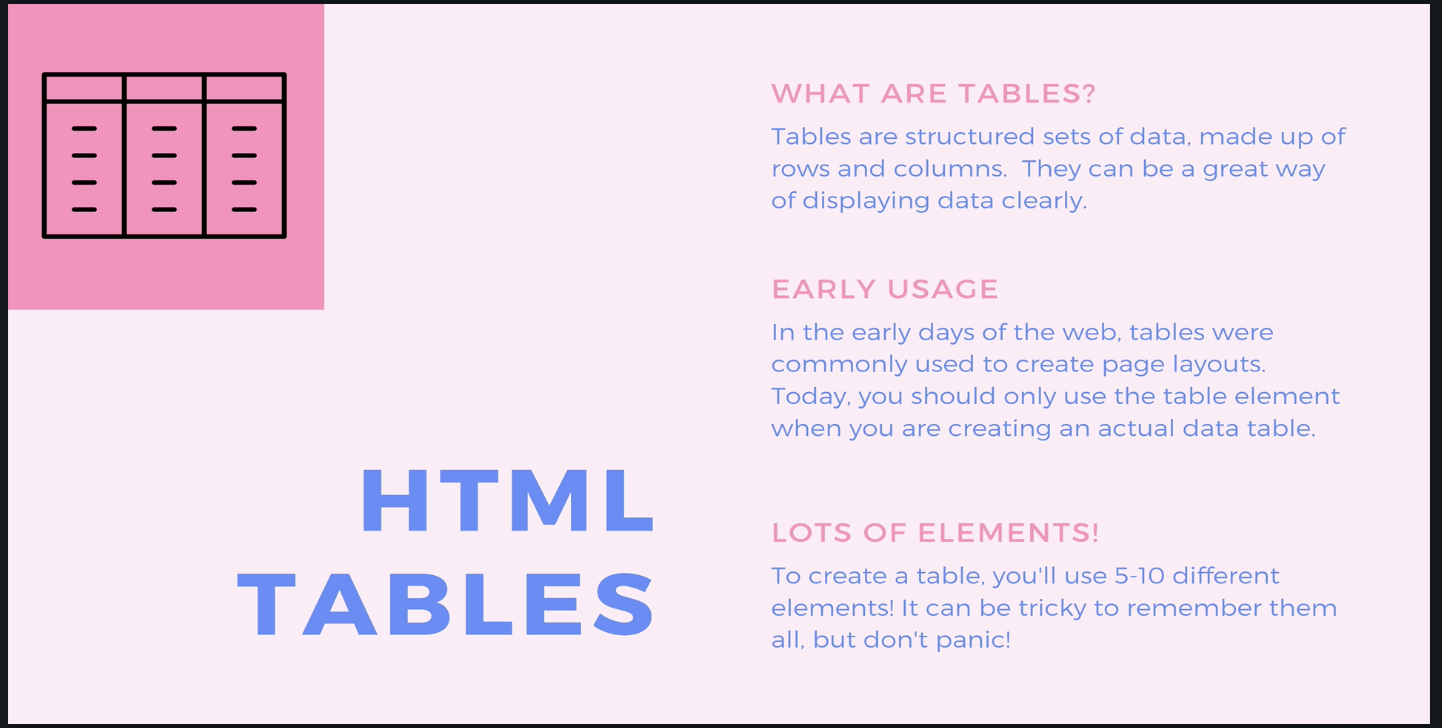 HTML
TABLES
WHAT ARE TABLES?
Tables are structured sets of data, made up of
rows and columns.  They can be a great way
of displaying data clearly.
EARLY USAGE
In the early days of the web, tables were
commonly used to create page layouts.
Today, you should only use the table element
when you are creating an actual data table.
LOTS OF ELEMENTS!
To create a table, you'll use 5-10 different
elements! It can be tricky to remember them
all, but don't panic!